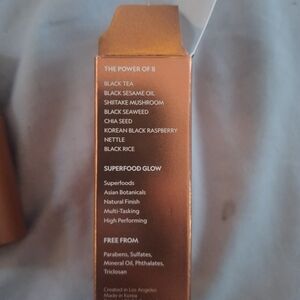 THE POWER OF 8
BLACK TEA
BLACK SESAME OIL
SHIITAKE MUSHROOM
BLACK SEAWEED
CHIA SEED
KOREAN BLACK RASPBERRY
NETTLE
BLACK RICE
SUPERFOOD GLOW
Superfoods
Asian Botanicals
Natural Finish
Multi-Tasking
High Performing
FREE FROM
Parabens, Sulfates,
Mineral Oil, Phthalates,
Triclosan
Created in Los Angeles
Made in Korea